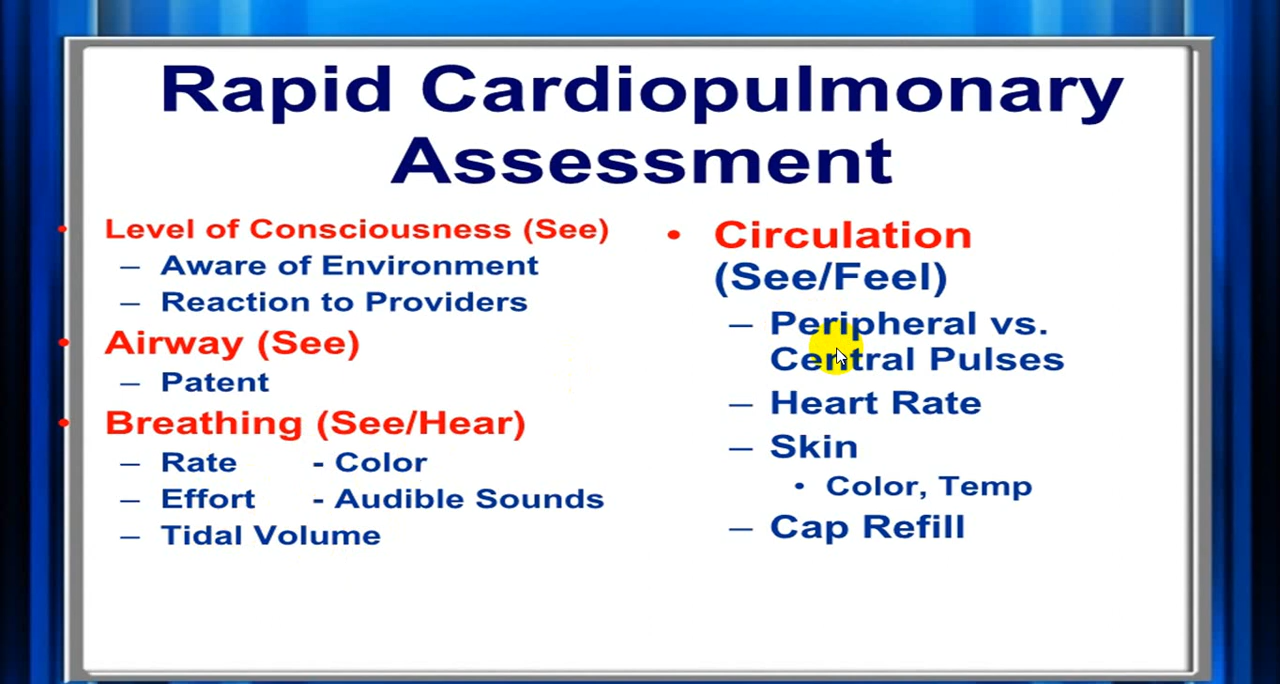 Rapid Cardiopulmonary
Assessment
• Level of Consciousness (See)
– Aware of Environment
– Reaction to Providers
• Airway (See)
– Patent
• Breathing (See/Hear)
– Rate - Color
– Effort - Audible Sounds
– Tidal Volume
• Circulation
(See/Feel)
– Peripheral vs.
Central Pulses
– Heart Rate
– Skin
• Color, Temp
– Cap Refill